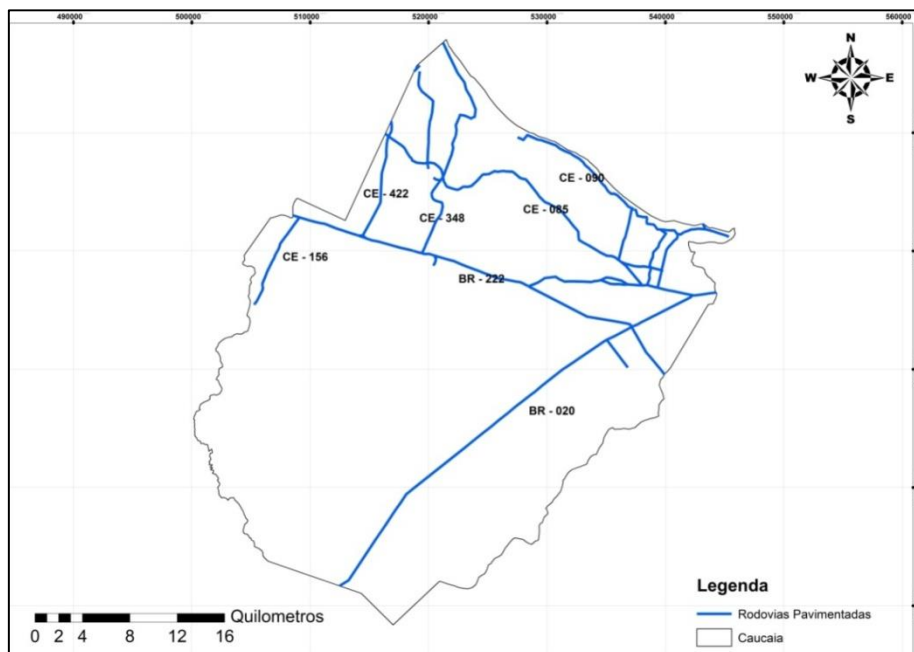 490000 500000 510000 520000 530000 540000 550000 560000
N
W E
S
CE - 090
CE - 422
CE - 085
CE - 348
CE - 156
BR - 222
BR - 020
Legenda
Quilometros
Rodovias Pavimentadas
0 2 4 8 12 16
Caucaia